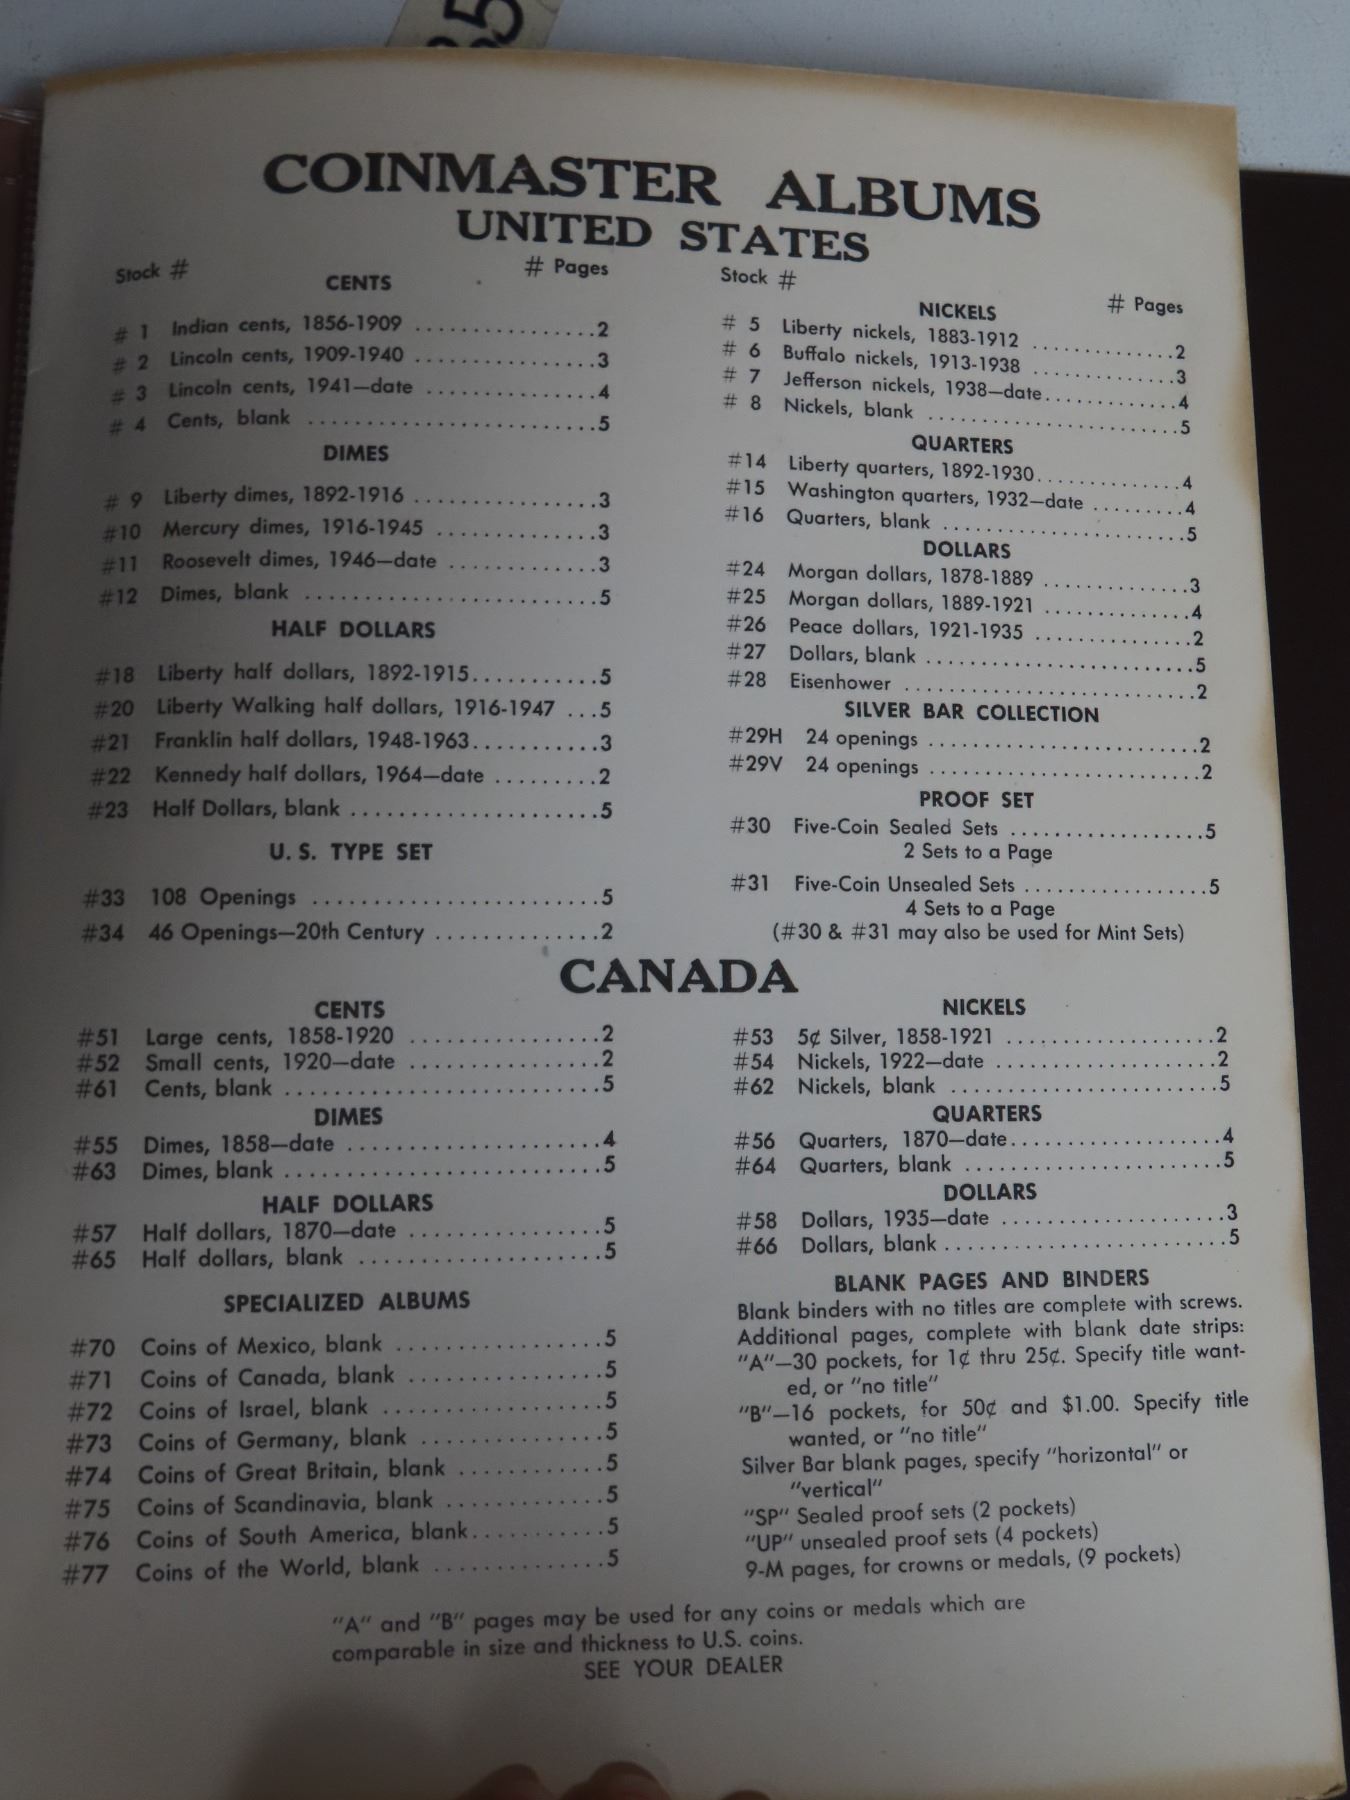 35
COINMASTER ALBUMS
UNITED STATES
Stock # # Pages
CENTS
# 1 Indian cents, 1856-1909 ................2
# 2 Lincoln cents, 1909-1940 ................3
# 3 Lincoln cents, 1941—date ...............4
# 4 Cents, blank .........................5
DIMES
# 9 Liberty dimes, 1892-1916 ................3
#10 Mercury dimes, 1916-1945 ..............3
#11 Roosevelt dimes, 1946—date .............3
#12 Dimes, blank .........................5
HALF DOLLARS
#18 Liberty half dollars, 1892-1915...........5
#20 Liberty Walking half dollars, 1916-1947 ...5
#21 Franklin half dollars, 1948-1963...........3
#22 Kennedy half dollars, 1964—date .........2
#23 Half Dollars, blank .....................5
U. S. TYPE SET
#33 108 Openings .........................5
#34 46 Openings—20th Century ..............2
Stock #
# Pages
NICKELS
# 5 Liberty nickels, 1883-1912 .............2
# 6 Buffalo nickels, 1913-1938 .............3
# 7 Jefferson nickels, 1938—date............4
# 8 Nickels, blank .......................5
QUARTERS
#14 Liberty quarters, 1892-1930.............4
#15 Washington quarters, 1932—date .........4
#16 Quarters, blank ......................5
DOLLARS
#24 Morgan dollars, 1878-1889 .............3
#25 Morgan dollars, 1889-1921 .............4
#26 Peace dollars, 1921-1935 ..............2
#27 Dollars, blank ........................5
#28 Eisenhower ..........................2
SILVER BAR COLLECTION
#29H 24 openings ........................2
#29V 24 openings ........................2
PROOF SET
#30 Five-Coin Sealed Sets .................5
2 Sets to a Page
#31 Five-Coin Unsealed Sets ................5
4 Sets to a Page
(#30 & #31 may also be used for Mint Sets)
CANADA
CENTS
#51 Large cents, 1858-1920 ................2
#52 Small cents, 1920—date ................2
#61 Cents, blank ...........................5
DIMES
#55 Dimes, 1858—date ......................4
#63 Dimes, blank ...........................5
HALF DOLLARS
#57 Half dollars, 1870—date ................5
#65 Half dollars, blank .....................5
SPECIALIZED ALBUMS
#70 Coins of Mexico, blank .................5
#71 Coins of Canada, blank ................5
#72 Coins of Israel, blank ..................5
#73 Coins of Germany, blank ...............5
#74 Coins of Great Britain, blank ............5
#75 Coins of Scandinavia, blank .............5
#76 Coins of South America, blank...........5
#77 Coins of the World, blank ..............5
NICKELS
#53 5¢ Silver, 1858-1921 ..................2
#54 Nickels, 1922—date ...................2
#62 Nickels, blank .......................5
QUARTERS
#56 Quarters, 1870—date..................4
#64 Quarters, blank ......................5
DOLLARS
#58 Dollars, 1935—date ...................3
#66 Dollars, blank........................5
BLANK PAGES AND BINDERS
Blank binders with no titles are complete with screws.
Additional pages, complete with blank date strips:
"A"—30 pockets, for 1¢ thru 25¢. Specify title want-
ed, or "no title"
"B"—16 pockets, for 50¢ and $1.00. Specify title
wanted, or "no title"
Silver Bar blank pages, specify "horizontal" or
"vertical"
"SP" Sealed proof sets (2 pockets)
"UP" unsealed proof sets (4 pockets)
9-M pages, for crowns or medals, (9 pockets)
"A" and "B" pages may be used for any coins or medals which are
comparable in size and thickness to U.S. coins.
SEE YOUR DEALER